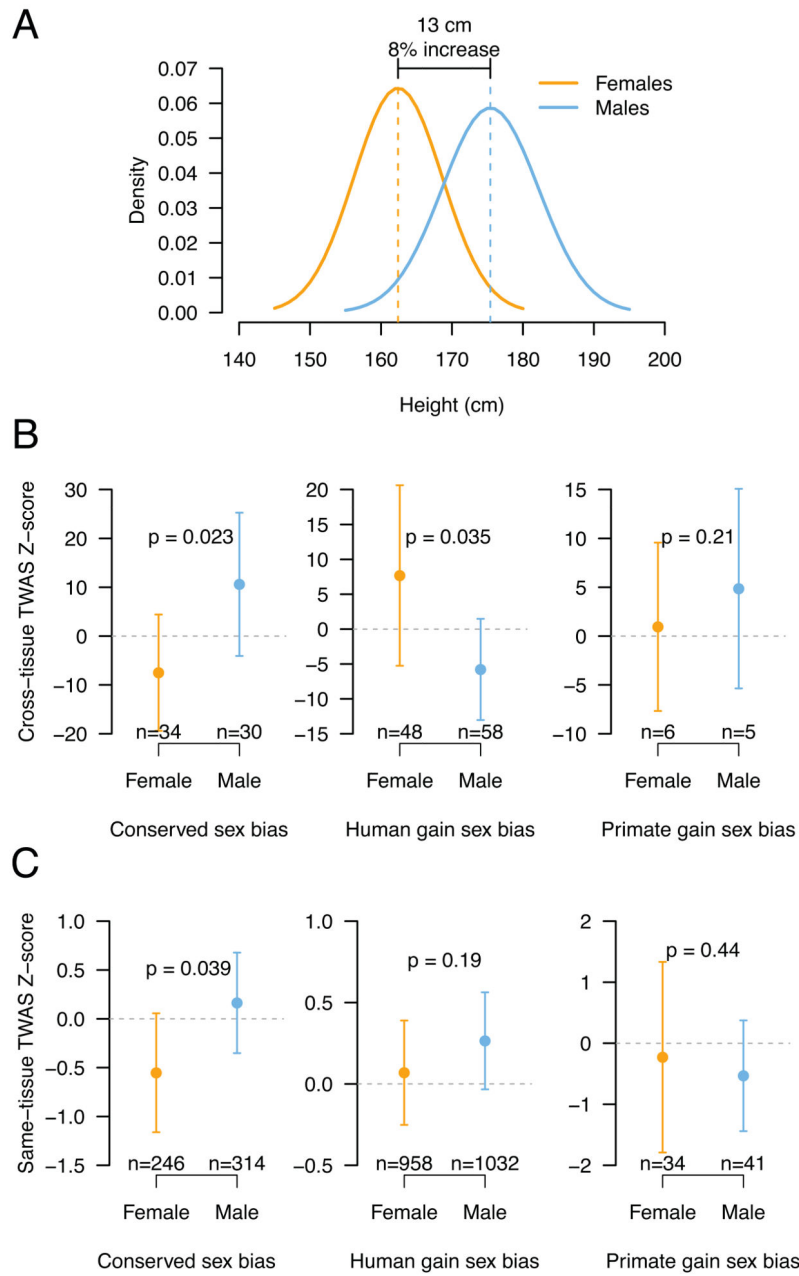 A
13 cm
8% increase
0.07
0.06
0.05
0.04
0.03
0.02
0.01
0.00
Density
Females
Males
140 150 160 170 180 190 200
Height (cm)
B
Cross−tissue TWAS Z−score
30
20
10
0
−10
−20
p = 0.023
n=34 n=30
Female Male
Conserved sex bias
20
15
10
5
0
−5
−10
−15
p = 0.035
n=48 n=58
Female Male
Human gain sex bias
15
10
5
0
−5
−10
p = 0.21
n=6 n=5
Female Male
Primate gain sex bias
C
Same−tissue TWAS Z−score
1.0
0.5
0.0
−0.5
−1.0
−1.5
p = 0.039
n=246 n=314
Female Male
Conserved sex bias
1.0
0.5
0.0
−0.5
p = 0.19
n=958 n=1032
Female Male
Human gain sex bias
2
1
0
−1
−2
p = 0.44
n=34 n=41
Female Male
Primate gain sex bias